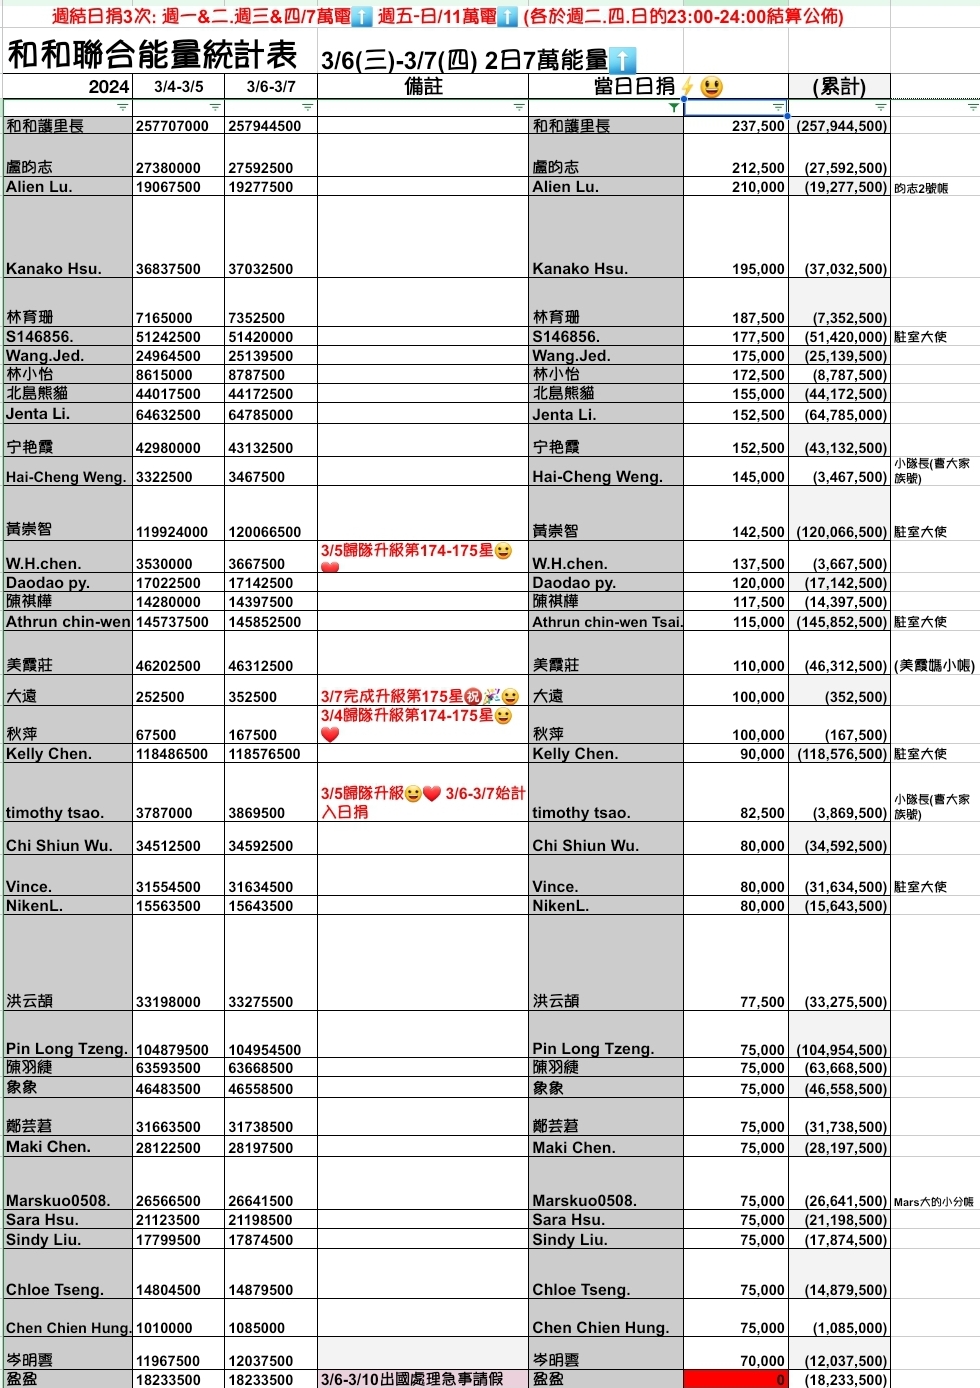 週結日捐3次: 週一&二.週三&四/7萬電⬆️ 週五-日/11萬電⬆️ (各於週二.四.日的23:00-24:00結算公佈)
和和聯合能量統計表 3/6(三)-3/7(四) 2日7萬能量⬆️
2024 3/4-3/5 3/6-3/7 備註 當日日捐⚡😃 (累計)
和和護里長 257707000 257944500 和和護里長 237,500 (257,944,500)
盧昀志 27380000 27592500 盧昀志 212,500 (27,592,500)
Alien Lu. 19067500 19277500 Alien Lu. 210,000 (19,277,500) 昀志2號帳
Kanako Hsu. 36837500 37032500 Kanako Hsu. 195,000 (37,032,500)
林育珊 7165000 7352500 林育珊 187,500 (7,352,500)
S146856. 51242500 51420000 S146856. 177,500 (51,420,000) 駐室大使
Wang.Jed. 24964500 25139500 Wang.Jed. 175,000 (25,139,500)
林小怡 8615000 8787500 林小怡 172,500 (8,787,500)
北島熊貓 44017500 44172500 北島熊貓 155,000 (44,172,500)
Jenta Li. 64632500 64785000 Jenta Li. 152,500 (64,785,000)
宁艳霞 42980000 43132500 宁艳霞 152,500 (43,132,500)
Hai-Cheng Weng. 3322500 3467500 Hai-Cheng Weng. 145,000 (3,467,500) 小隊長(曹大家
族號)
黃崇智 119924000 120066500 黃崇智 142,500 (120,066,500) 駐室大使
3/5歸隊升級第174-175星😀
W.H.chen. 3530000 3667500 ❤️ W.H.chen. 137,500 (3,667,500)
Daodao py. 17022500 17142500 Daodao py. 120,000 (17,142,500)
陳祺樺 14280000 14397500 陳祺樺 117,500 (14,397,500)
Athrun chin-wen 145737500 145852500 Athrun chin-wen Tsai. 115,000 (145,852,500) 駐室大使
美霞莊 46202500 46312500 美霞莊 110,000 (46,312,500) (美霞媽小帳)
大遠 252500 352500 3/7完成升級第175星㊗️🎉😀 大遠 100,000 (352,500)
3/4歸隊升級第174-175星😀
秋萍 67500 167500 ❤️ 秋萍 100,000 (167,500)
Kelly Chen. 118486500 118576500 Kelly Chen. 90,000 (118,576,500) 駐室大使
3/5歸隊升級😀❤️ 3/6-3/7始計 小隊長(曹大家
timothy tsao. 3787000 3869500 入日捐 timothy tsao. 82,500 (3,869,500) 族號)
Chi Shiun Wu. 34512500 34592500 Chi Shiun Wu. 80,000 (34,592,500)
Vince. 31554500 31634500 Vince. 80,000 (31,634,500) 駐室大使
NikenL. 15563500 15643500 NikenL. 80,000 (15,643,500)
洪云頡 33198000 33275500 洪云頡 77,500 (33,275,500)
Pin Long Tzeng. 104879500 104954500 Pin Long Tzeng. 75,000 (104,954,500)
陳羽緁 63593500 63668500 陳羽緁 75,000 (63,668,500)
象象 46483500 46558500 象象 75,000 (46,558,500)
鄭芸莙 31663500 31738500 鄭芸莙 75,000 (31,738,500)
Maki Chen. 28122500 28197500 Maki Chen. 75,000 (28,197,500)
Marskuo0508. 26566500 26641500 Marskuo0508. 75,000 (26,641,500) Mars大的小分帳
Sara Hsu. 21123500 21198500 Sara Hsu. 75,000 (21,198,500)
Sindy Liu. 17799500 17874500 Sindy Liu. 75,000 (17,874,500)
Chloe Tseng. 14804500 14879500 Chloe Tseng. 75,000 (14,879,500)
Chen Chien Hung. 1010000 1085000 Chen Chien Hung. 75,000 (1,085,000)
岑明雲 11967500 12037500 岑明雲 70,000 (12,037,500)
盈盈 18233500 18233500 3/6-3/10出國處理急事請假 盈盈 0 (18,233,500)